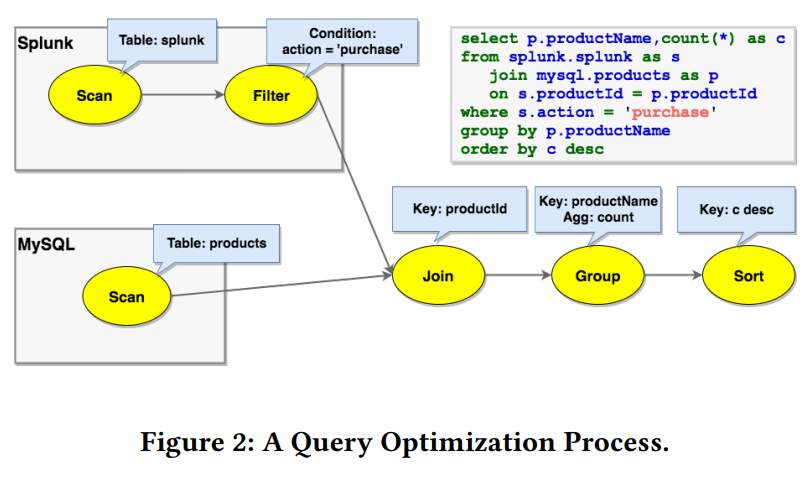 Splunk
Table: splunk
Condition:
action = 'purchase'
Scan
Filter
select p.productName,count(*) as c
from splunk.splunk as s
join mysql.products as p
on s.productId = p.productId
where s.action = 'purchase'
group by p.productName
order by c desc
MySQL
Table: products
Scan
Key: productId
Join
Key: productName
Agg: count
Group
Key: c desc
Sort
Figure 2: A Query Optimization Process.